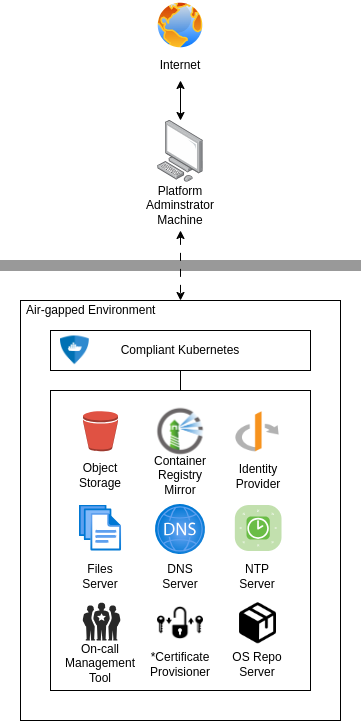 Internet
Platform
Adminstrator
Machine
Air-gapped Environment
Compliant Kubernetes
Object
Storage
Container
Registry
Mirror
Identity
Provider
Files
Server
DNS
DNS
Server
NTP
Server
On-call
Management
Tool
*Certificate
Provisioner
OS Repo
Server